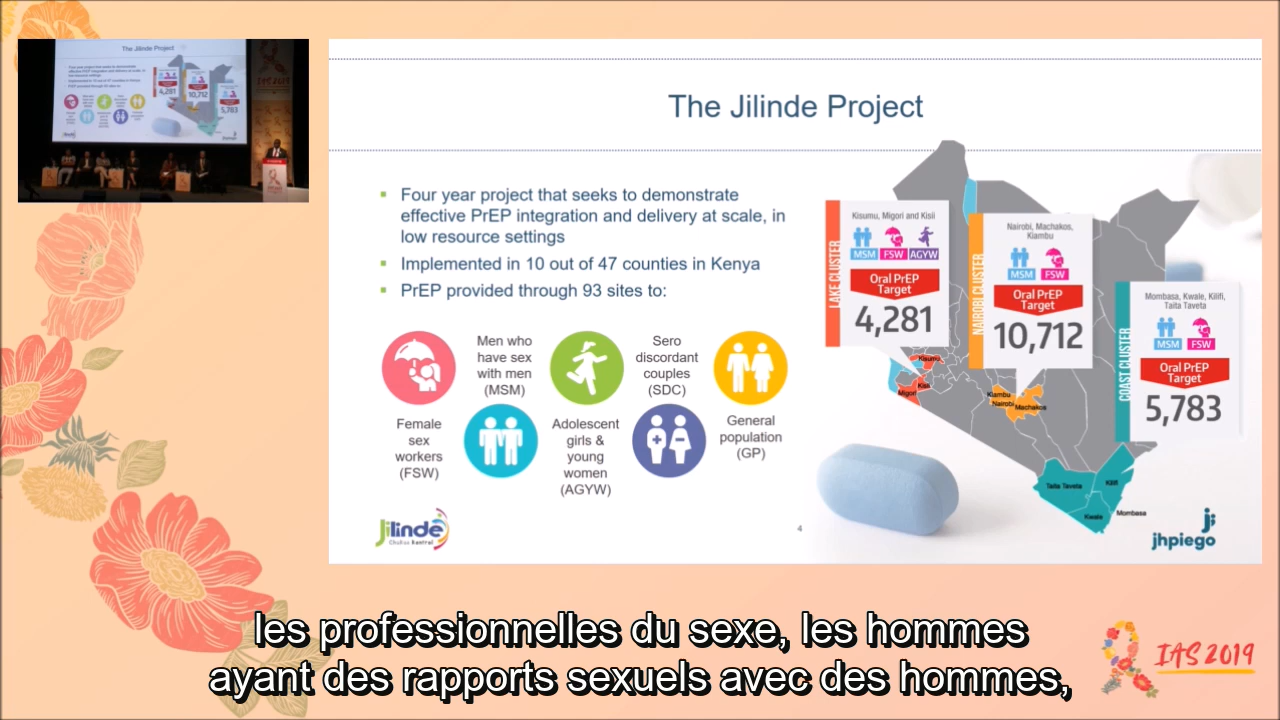 The Jilinde Project
Four year project that seeks to demonstrate
effective PrEP integration and delivery at scale, in
low resource settings
Implemented in 10 out of 47 counties in Kenya
PrEP provided through 93 sites to:
Female
sex
workers
(FSW)
Men who
have sex
with men
(MSM)
Adolescent
girls &
young
women
(AGYW)
Sero
discordant
couples
(SDC)
General
population
(GP)
LAKE CLUSTER
Kisumu, Migori and Kisii
MSM FSW AGYW
Oral PrEP
Target
4,281
NAIROBI CLUSTER
Nairobi, Machakos,
Kiambu
MSM FSW
Oral PrEP
Target
10,712
COAST CLUSTER
Mombasa, Kwale, Kilifi,
Taita Taveta
MSM FSW
Oral PrEP
Target
5,783
Kisumu
Kisii
Migori
Kiambu
Nairobi
Machakos
Taita Taveta
Kilifi
Kwale
Mombasa
Jilinde
Chakua Kontrol
4
jhpiego
les professionnelles du sexe, les hommes
ayant des rapports sexuels avec des hommes,
IAS 2019